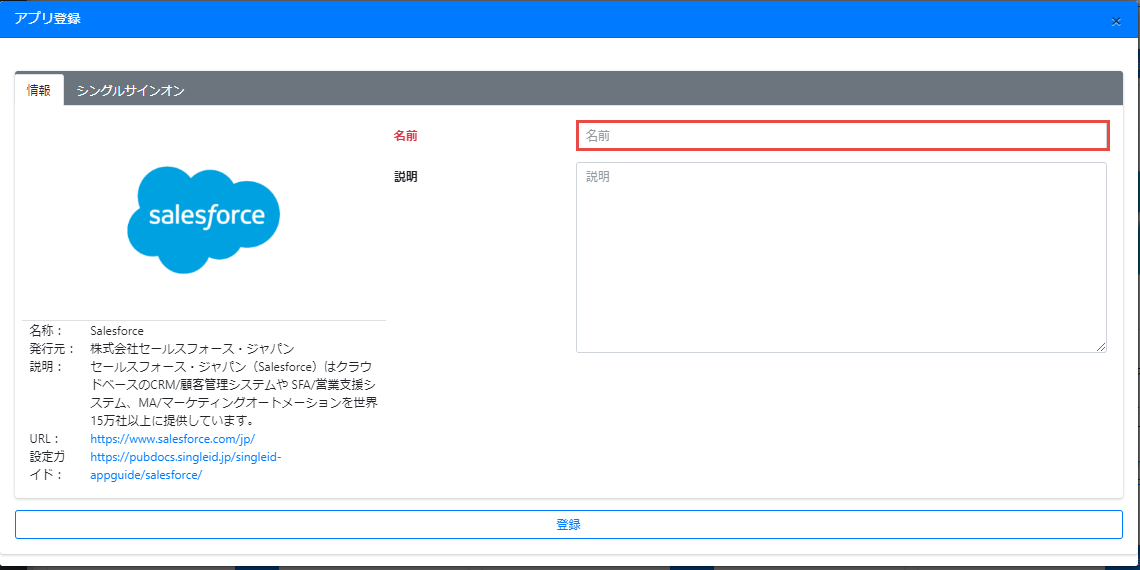 アプリ登録
×
情報 シングルサインオン
名前 名前
説明 説明
salesforce
名称： Salesforce
発行元： 株式会社セールスフォース・ジャパン
説明： セールスフォース・ジャパン（Salesforce）はクラウ
ドベースのCRM/顧客管理システムや SFA/営業支援シ
ステム、MA/マーケティングオートメーションを世界
15万社以上に提供しています。
URL： https://www.salesforce.com/jp/
設定ガ https://pubdocs.singleid.jp/singleid-
イド： appguide/salesforce/
登録